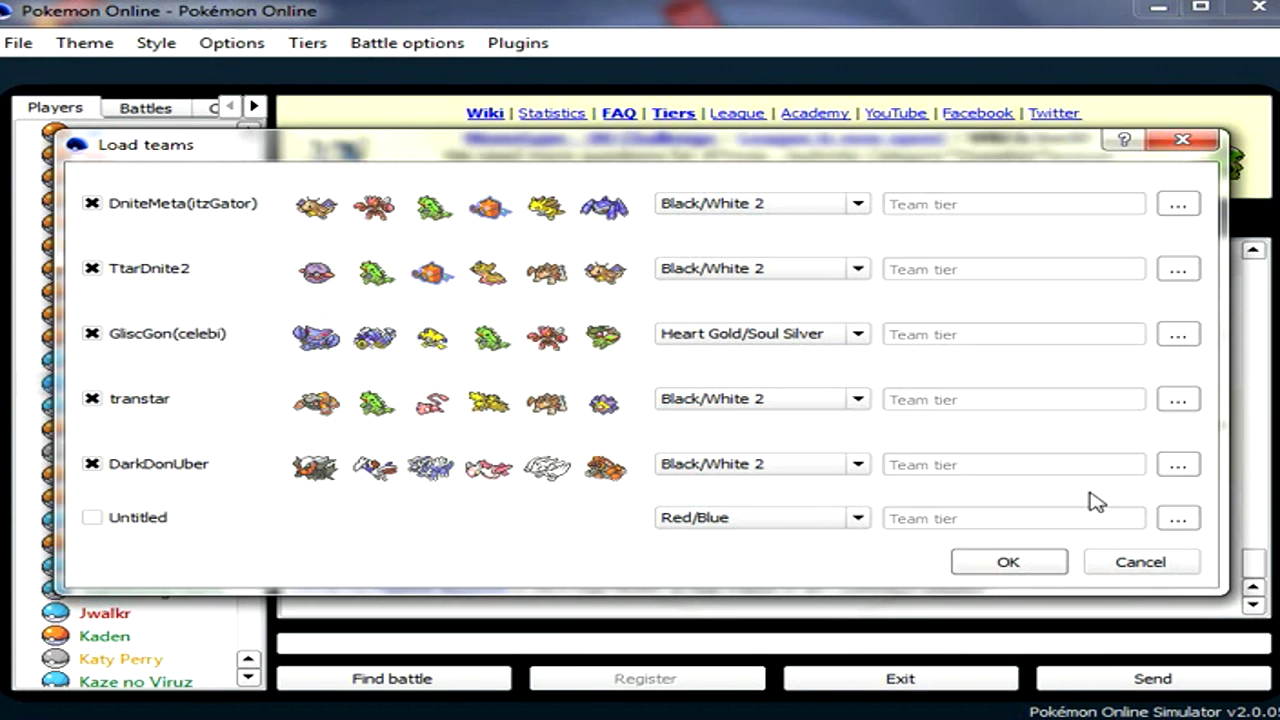 Pokemon Online - Pokémon Online
File Theme Style Options Tiers Battle options Plugins
Players Battles C
Wiki | Statistics | FAQ | Tiers | League | Academy | YouTube | Facebook | Twitter
Load teams
DniteMeta(itzGator) Black/White 2 Team tier ...
TtarDnite2 Black/White 2 Team tier ...
GliscGon(celebi) Heart Gold/Soul Silver Team tier ...
transtar Black/White 2 Team tier ...
DarkDonUber Black/White 2 Team tier ...
Untitled Red/Blue Team tier ...
OK Cancel
Jwalkr
Kaden
Katy Perry
Kaze no Viruz
Find battle Register Exit Send
Pokémon Online Simulator v2.0.05